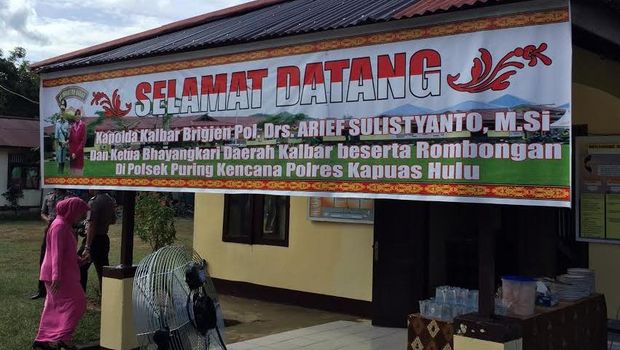 SELAMAT DATANG
Kapolda Kalbar Brigjen Pol. Drs. ARIEF SULISTYANTO, M.Si
Dan Ketua Bhayangkari Daerah Kalbar beserta Rombongan
Di Polsek Puring Kencana Polres Kapuas Hulu